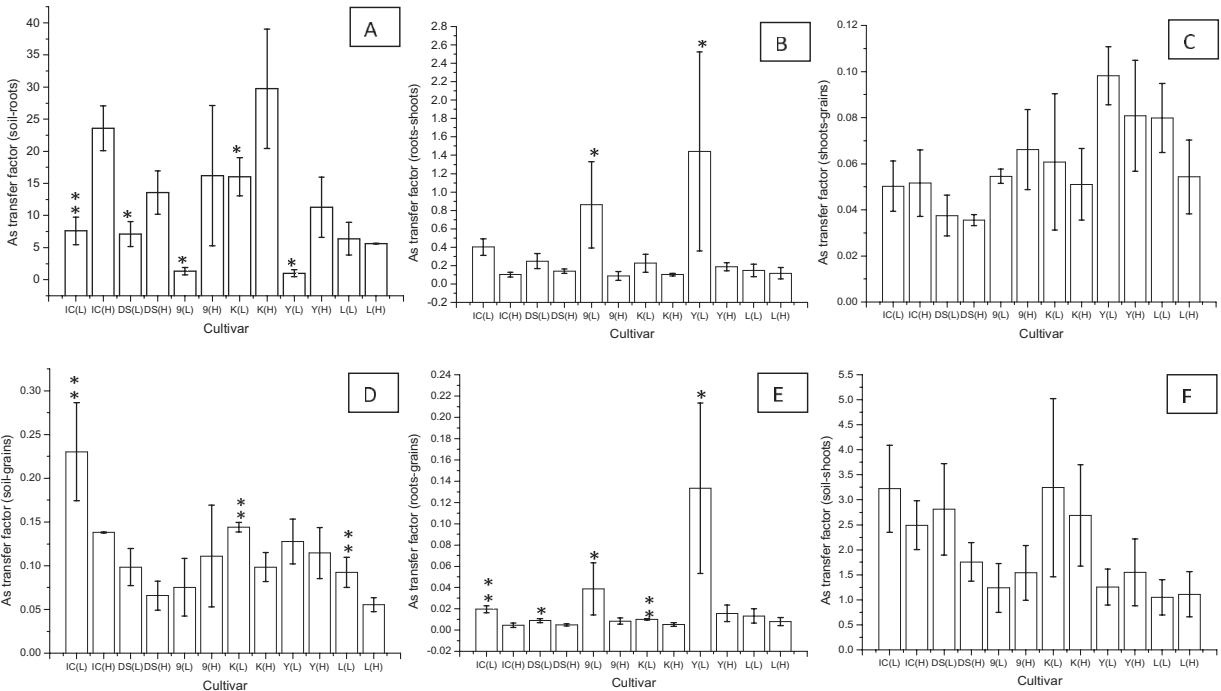 A
As transfer factor (soil-roots)
40
35
30
25
20
15
10
5
0
* * * * * *
IC(L) IC(H) DS(L) DS(H) 9(L) 9(H) K(L) K(H) Y(L) Y(H) L(L) L(H)
Cultivar
B
As transfer factor (roots-shoots)
2.8
2.6
2.4
2.2
2.0
1.8
1.6
1.4
1.2
1.0
0.8
0.6
0.4
0.2
0.0
-0.2
* *
IC(L) IC(H) DS(L) DS(H) 9(L) 9(H) K(L) K(H) Y(L) Y(H) L(L) L(H)
Cultivar
C
As transfer factor (shoots-grains)
0.12
0.10
0.08
0.06
0.04
0.02
0.00
IC(L) IC(H) DS(L) DS(H) 9(L) 9(H) K(L) K(H) Y(L) Y(H) L(L) L(H)
Cultivar
D
As transfer factor (soil-grains)
0.30
0.25
0.20
0.15
0.10
0.05
0.00
* * * * * *
IC(L) IC(H) DS(L) DS(H) 9(L) 9(H) K(L) K(H) Y(L) Y(H) L(L) L(H)
Cultivar
E
As transfer factor (roots-grains)
0.24
0.22
0.20
0.18
0.16
0.14
0.12
0.10
0.08
0.06
0.04
0.02
0.00
-0.02
* * * * * * *
IC(L) IC(H) DS(L) DS(H) 9(L) 9(H) K(L) K(H) Y(L) Y(H) L(L) L(H)
Cultivar
F
As transfer factor (soil-shoots)
5.5
5.0
4.5
4.0
3.5
3.0
2.5
2.0
1.5
1.0
0.5
0.0
IC(L) IC(H) DS(L) DS(H) 9(L) 9(H) K(L) K(H) Y(L) Y(H) L(L) L(H)
Cultivar